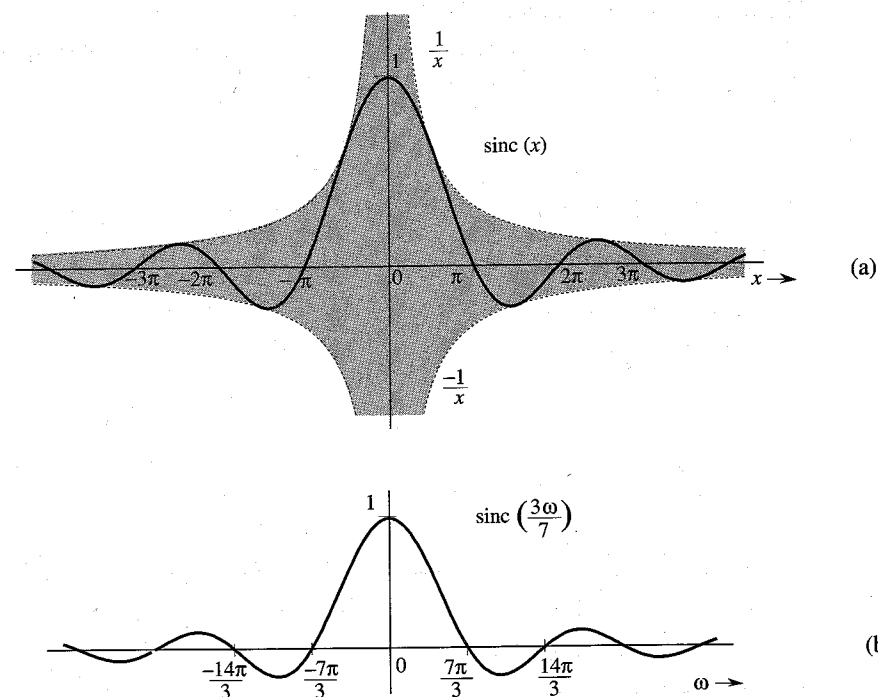 1/x
1
sinc (x)
-3π -2π -π 0 π 2π 3π x → (a)
-1/x
1 sinc (3ω/7)
-14π/3 -7π/3 0 7π/3 14π/3 ω → (b